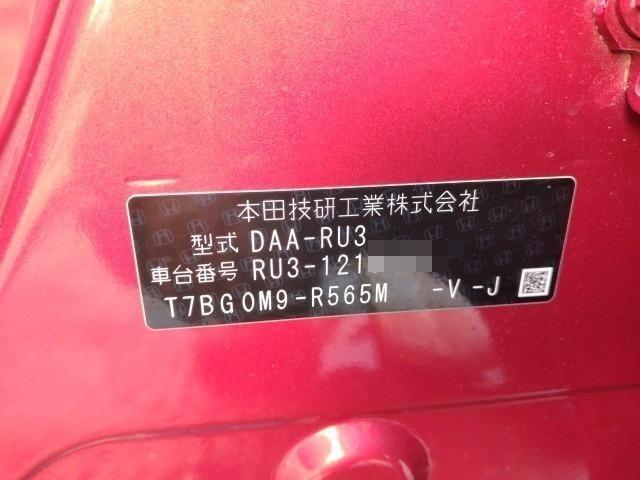 本田技研工業株式会社
型式 DAA-RU3
車台番号 RU3-121
T7BG0M9-R565M -V -J